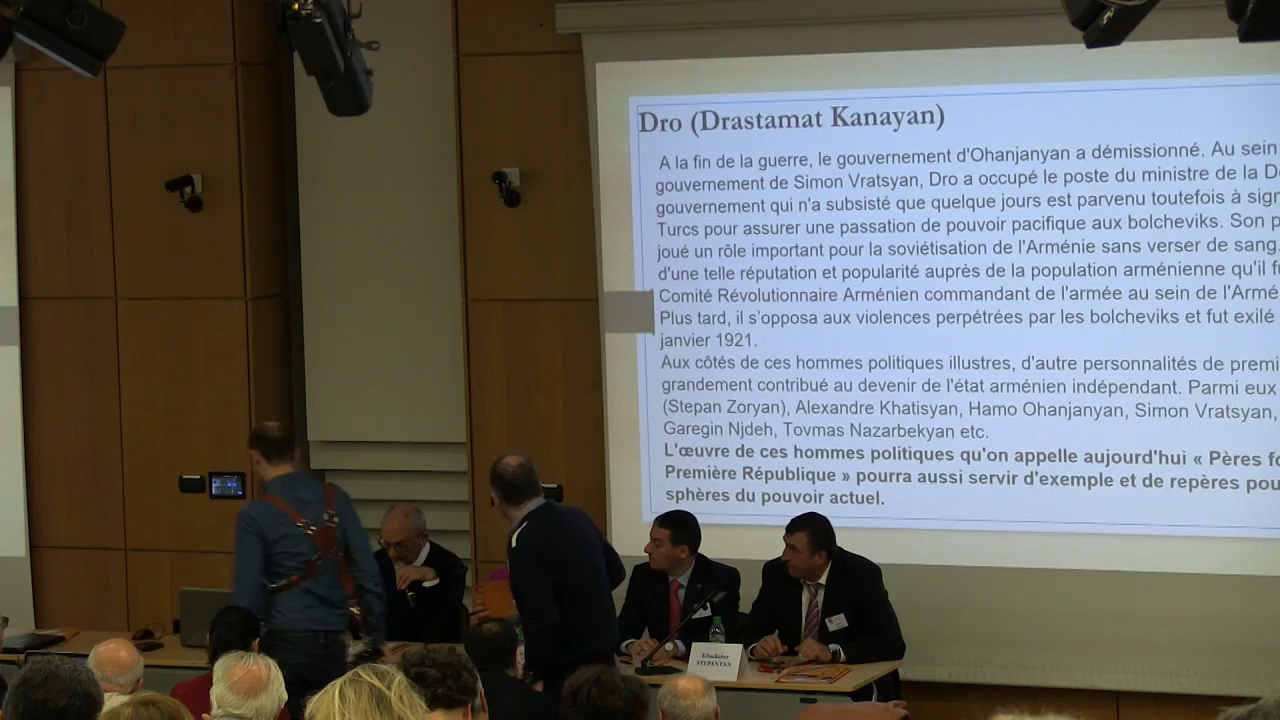 Dro (Drastamat Kanayan)
A la fin de la guerre, le gouvernement d'Ohanjanyan a démissionné. Au sein
gouvernement de Simon Vratsyan, Dro a occupé le poste du ministre de la
gouvernement qui n'a subsisté que quelque jours est parvenu toutefois à
Turcs pour assurer une passation de pouvoir pacifique aux bolcheviks. Son
joué un rôle important pour la soviétisation de l'Arménie sans verser de sang.
d'une telle réputation et popularité auprès de la population arménienne qu'il
Comité Révolutionnaire Arménien commandant de l'armée au sein de
Plus tard, il s'opposa aux violences perpétrées par les bolcheviks et fut exilé
janvier 1921.
Aux côtés de ces hommes politiques illustres, d'autre personnalités de
grandement contribué au devenir de l'état arménien indépendant. Parmi eux
(Stepan Zoryan), Alexandre Khatisyan, Hamo Ohanjanyan, Simon Vratsyan,
Garegin Njdeh, Tovmas Nazarbekyan etc.
L'œuvre de ces hommes politiques qu'on appelle aujourd'hui « Pères
Première République » pourra aussi servir d'exemple et de repères
sphères du pouvoir actuel.
Khachatur
STEPANYAN